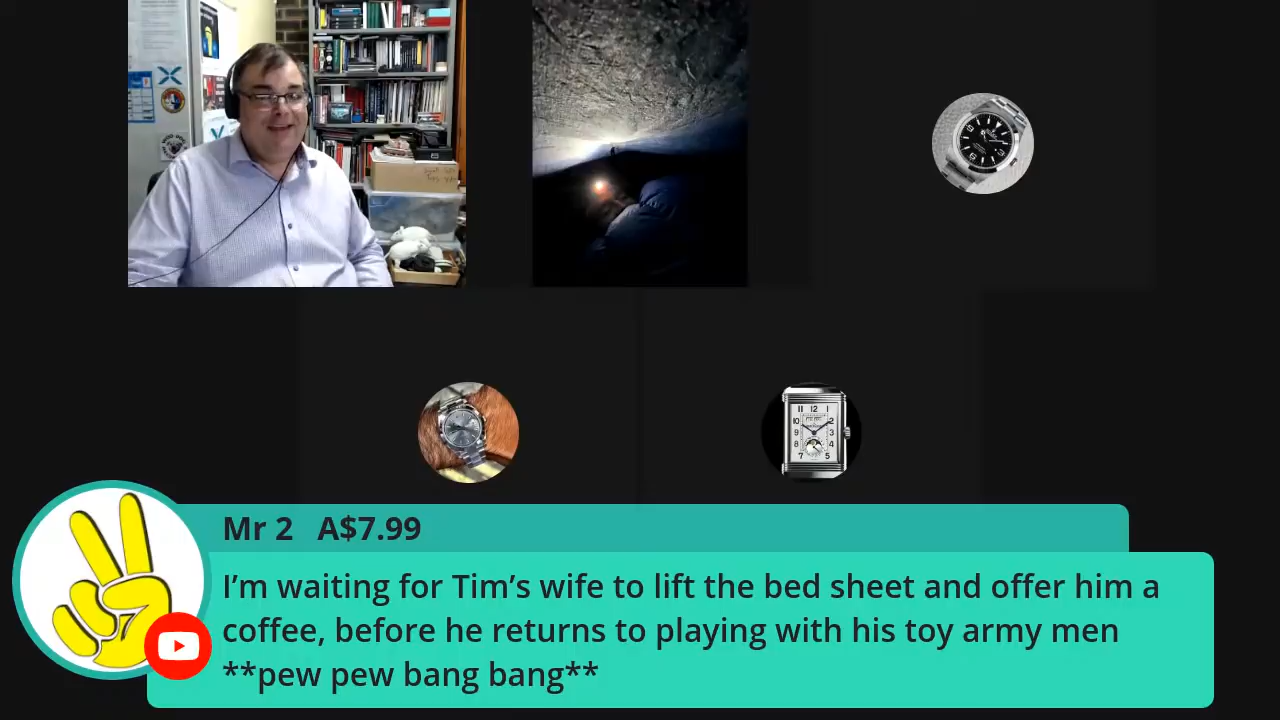 Mr 2 A$7.99
I’m waiting for Tim’s wife to lift the bed sheet and offer him a
coffee, before he returns to playing with his toy army men
**pew pew bang bang**